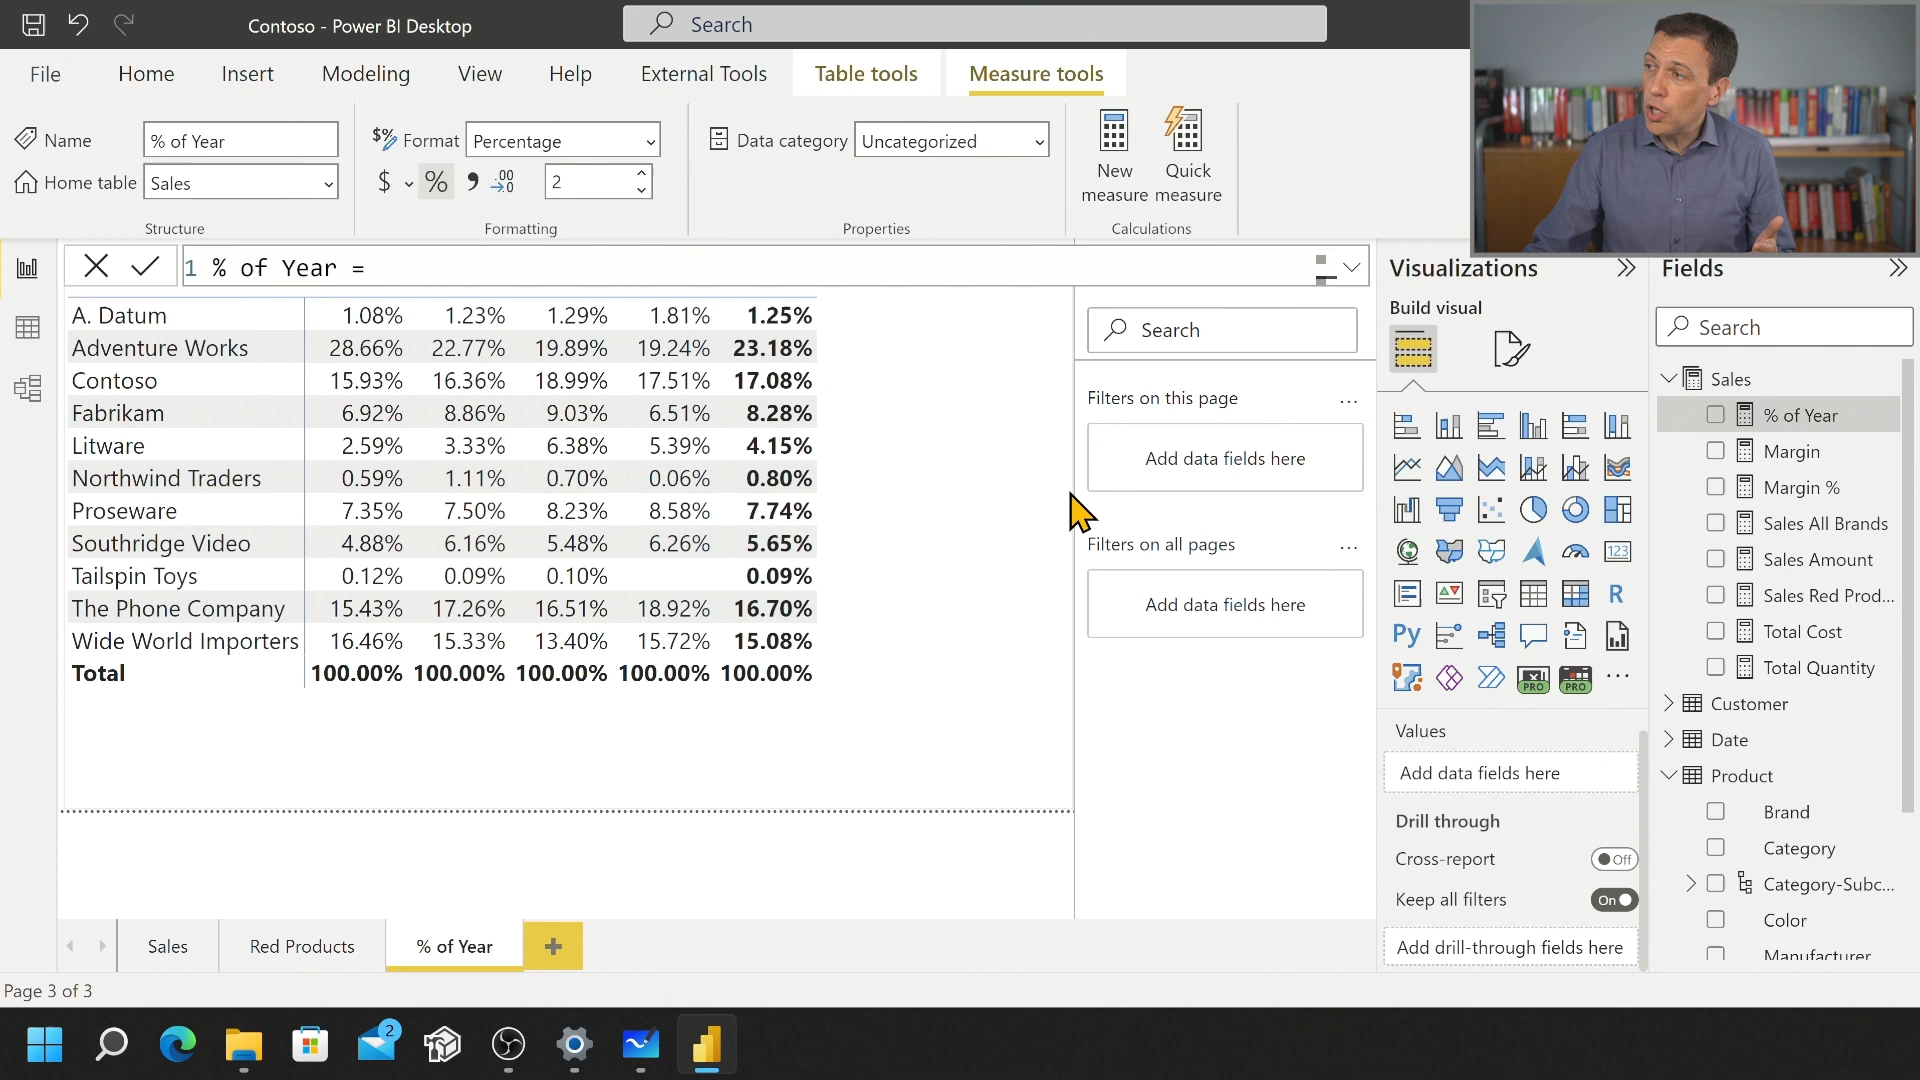 Contoso - Power BI Desktop
Search
File
Home
Insert
Modeling
View
Help
External Tools
Table tools
Measure tools
Name
% of Year
Format
Percentage
Data category
Uncategorized
New
measure
Quick
measure
Home table
Sales
$
%
2
Structure
Formatting
Properties
Calculations
1 % of Year =
A. Datum 1.08% 1.23% 1.29% 1.81% 1.25%
Adventure Works 28.66% 22.77% 19.89% 19.24% 23.18%
Contoso 15.93% 16.36% 18.99% 17.51% 17.08%
Fabrikam 6.92% 8.86% 9.03% 6.51% 8.28%
Litware 2.59% 3.33% 6.38% 5.39% 4.15%
Northwind Traders 0.59% 1.11% 0.70% 0.06% 0.80%
Proseware 7.35% 7.50% 8.23% 8.58% 7.74%
Southridge Video 4.88% 6.16% 5.48% 6.26% 5.65%
Tailspin Toys 0.12% 0.09% 0.10% 0.09%
The Phone Company 15.43% 17.26% 16.51% 18.92% 16.70%
Wide World Importers 16.46% 15.33% 13.40% 15.72% 15.08%
Total 100.00% 100.00% 100.00% 100.00% 100.00%
Search
Filters on this page ...
Add data fields here
Filters on all pages ...
Add data fields here
Visualizations
Build visual
123
R
Py
PRO
PRO
...
Values
Add data fields here
Drill through
Cross-report
Off
Keep all filters
On
Add drill-through fields here
Fields
Search
Sales
% of Year
Margin
Margin %
Sales All Brands
Sales Amount
Sales Red Prod...
Total Cost
Total Quantity
Customer
Date
Product
Brand
Category
Category-Subc...
Color
Manufacturer
Sales
Red Products
% of Year
+
Page 3 of 3
2